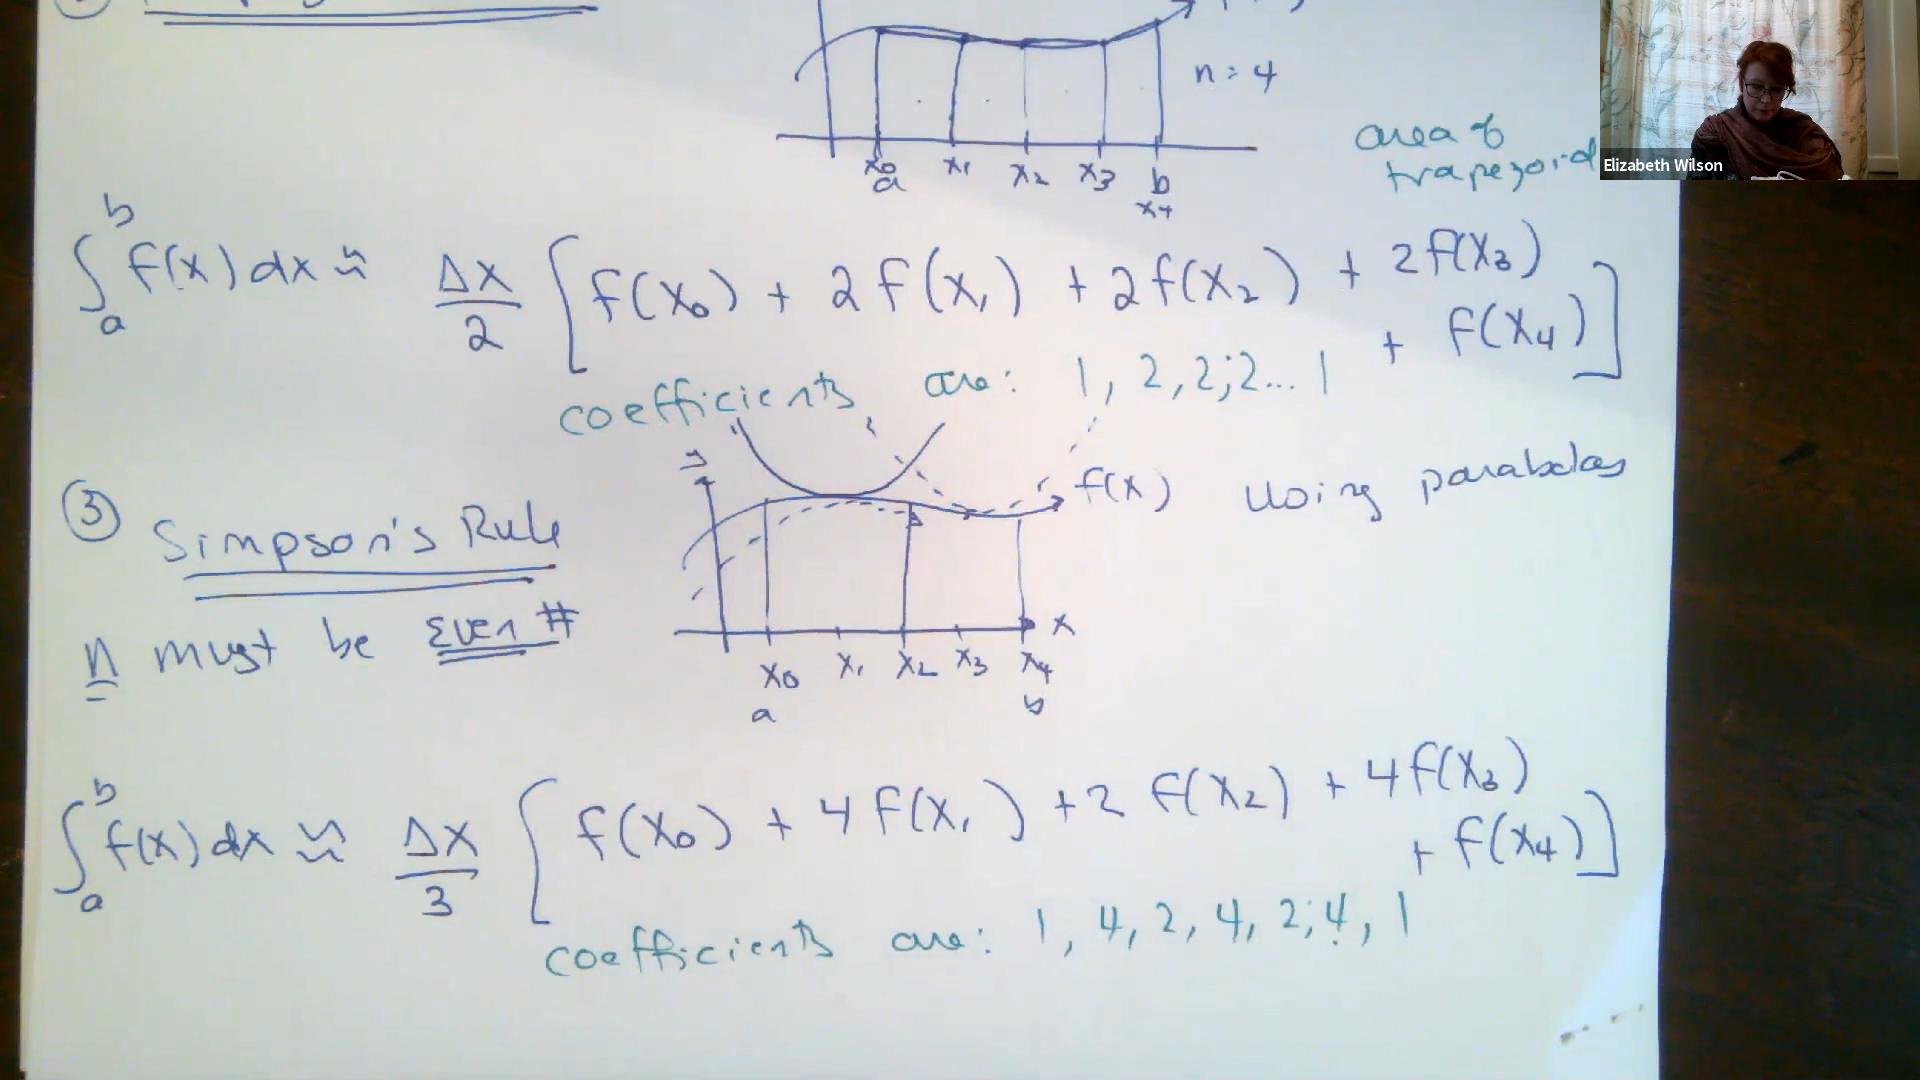 n = 4
area of
trapezoid
Elizabeth Wilson
x₀ x₁ x₂ x₃ b
a x₄
∫ₐᵇ f(x) dx ≈ Δx/2 [f(x₀) + 2f(x₁) + 2f(x₂) + 2f(x₃)
+ f(x₄)]
coefficients are: 1, 2, 2, 2... 1
y
f(x) Using parabolas
③ Simpson's Rule
n must be Even #
x
x₀ x₁ x₂ x₃ x₄
a b
∫ₐᵇ f(x) dx ≈ Δx/3 [f(x₀) + 4f(x₁) + 2f(x₂) + 4f(x₃)
+ f(x₄)]
coefficients are: 1, 4, 2, 4, 2, 4, 1